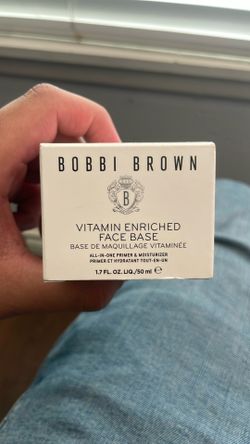 BOBBI BROWN
B
VITAMIN ENRICHED
FACE BASE
BASE DE MAQUILLAGE VITAMINÉE
ALL-IN-ONE PRIMER & MOISTURIZER
PRIMER ET HYDRATANT TOUT-EN-UN
1.7 FL. OZ. LIQ./50 ml ℮